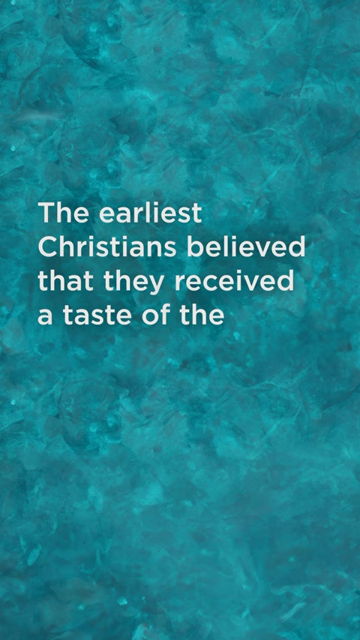 The earliest
Christians believed
that they received
a taste of the